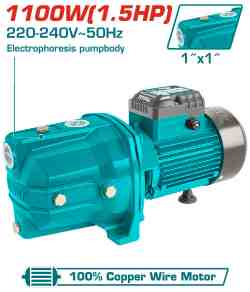 1100W(1.5HP)
220-240V~50Hz
Electrophoresis pumpbody
1"x1"
100% Copper Wire Motor